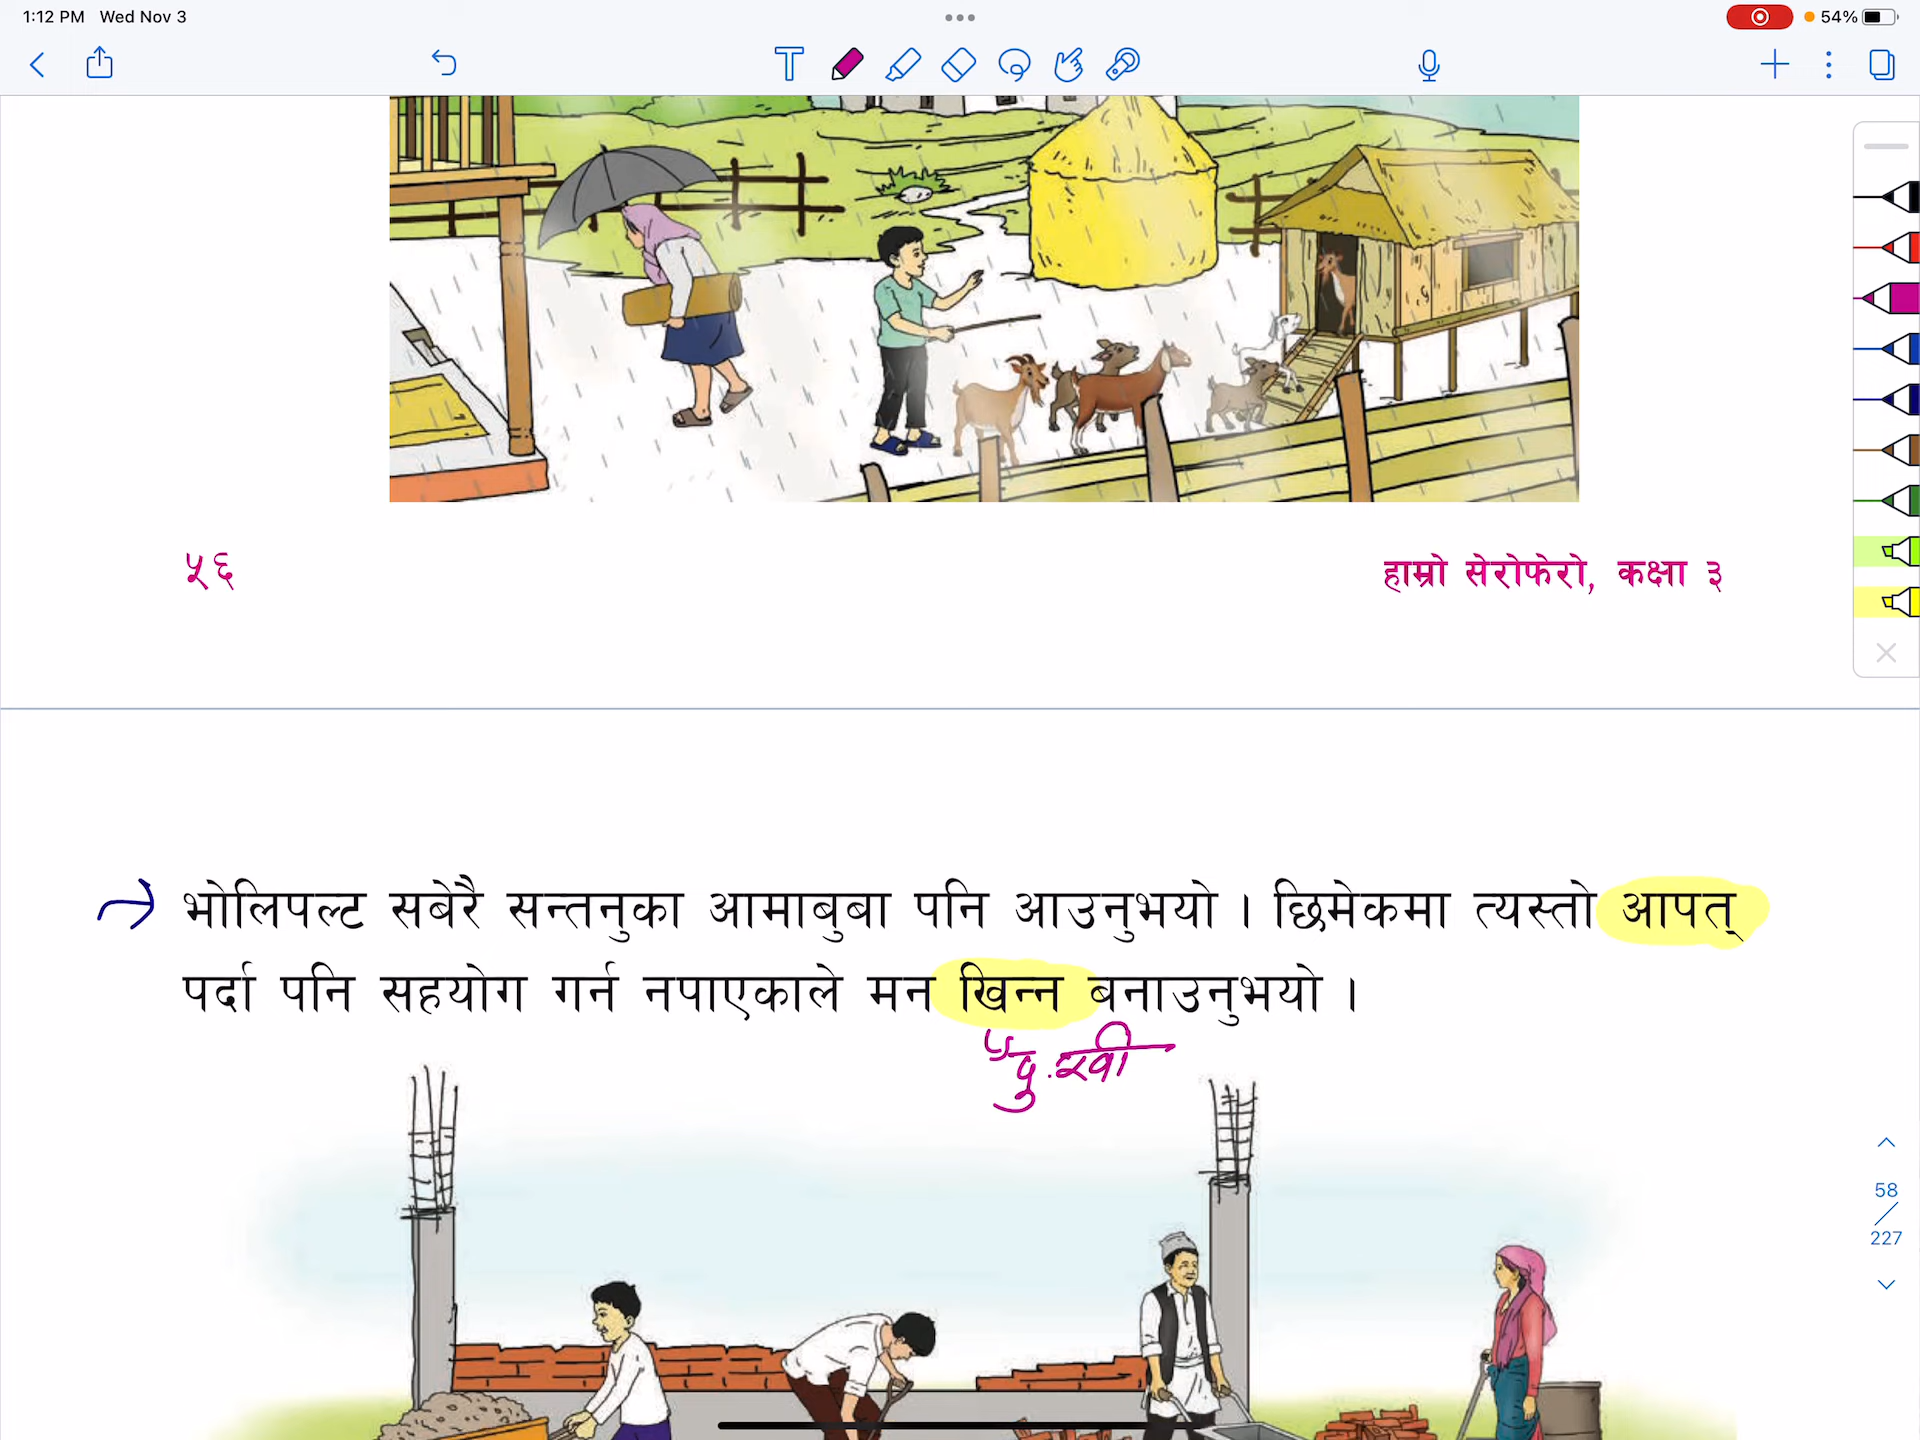 1:12 PM Wed Nov 3
54%
५६
हाम्रो सेरोफेरो, कक्षा ३
भोलिपल्ट सबेरै सन्तनुका आमाबुबा पनि आउनुभयो । छिमेकमा त्यस्तो आपत्
पर्दा पनि सहयोग गर्न नपाएकाले मन खिन्न बनाउनुभयो ।
दु.खी
58
227